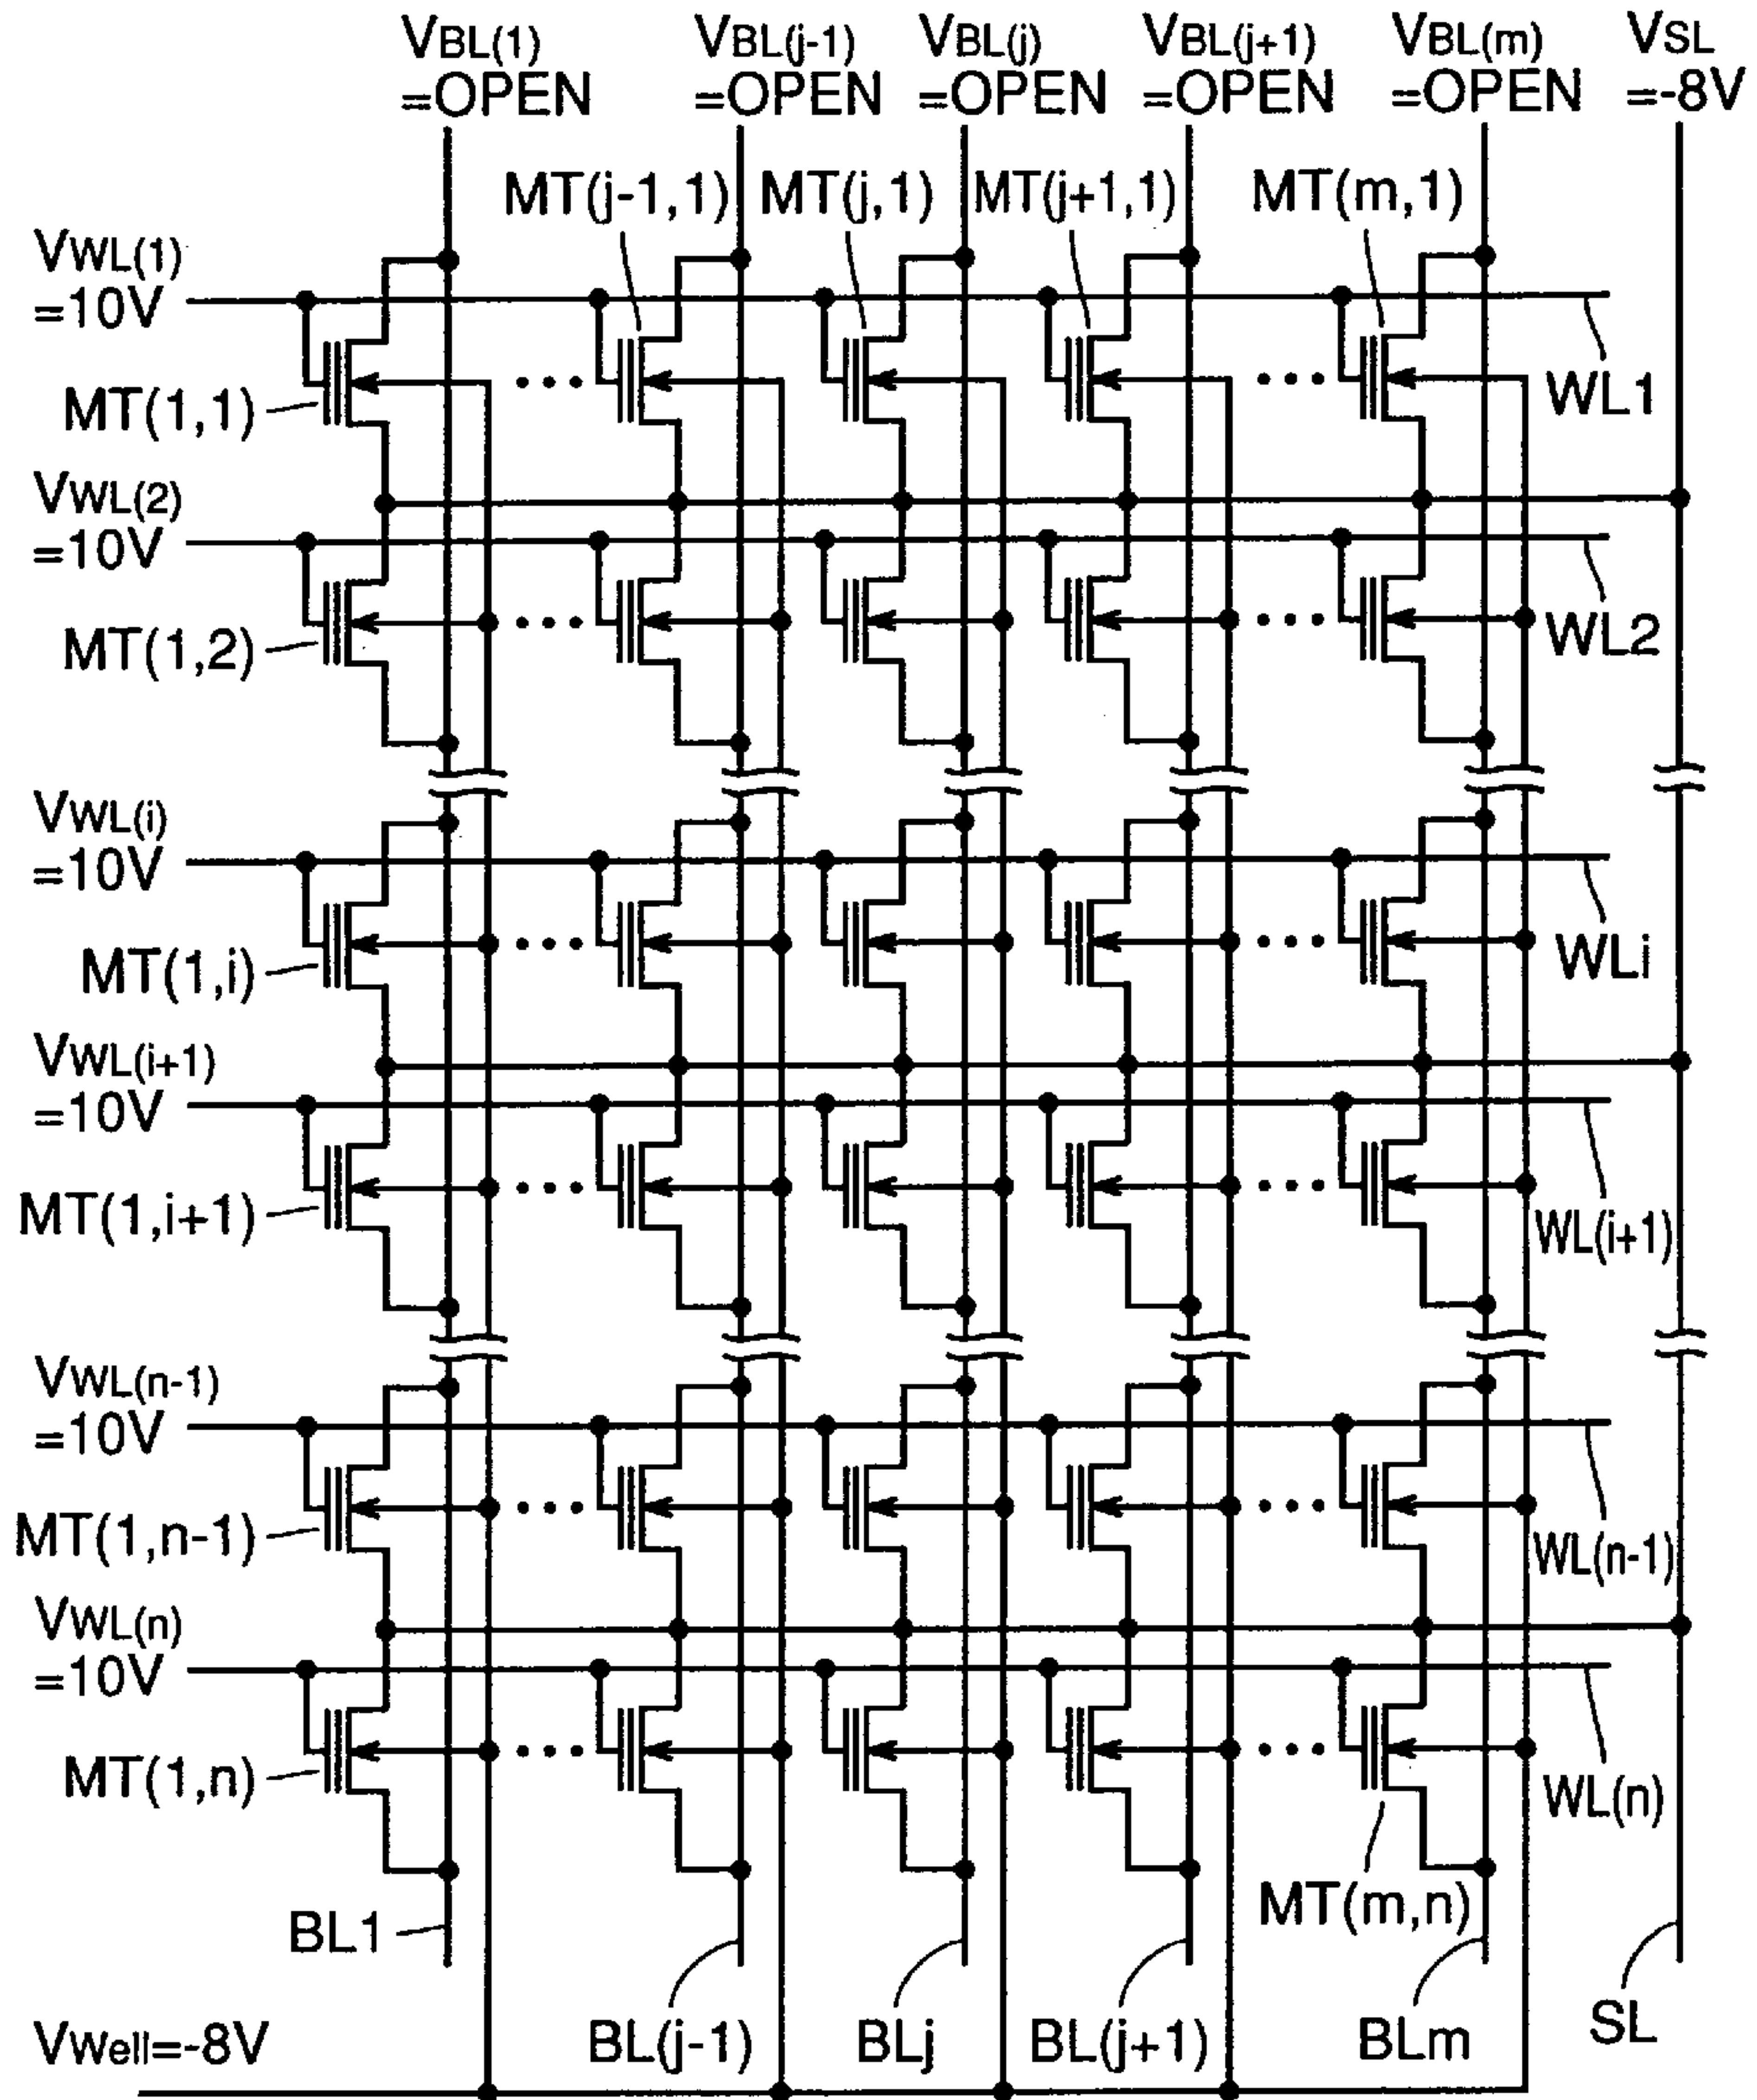 VBL(1)
=OPEN
VBL(j-1)
=OPEN
VBL(j)
=OPEN
VBL(j+1)
=OPEN
VBL(m)
=OPEN
VSL
=-8V
MT(j-1,1)
MT(j,1)
MT(j+1,1)
MT(m,1)
VWL(1)
=10V
MT(1,1)
WL1
VWL(2)
=10V
MT(1,2)
WL2
VWL(i)
=10V
MT(1,i)
WLi
VWL(i+1)
=10V
MT(1,i+1)
WL(i+1)
VWL(n-1)
=10V
MT(1,n-1)
WL(n-1)
VWL(n)
=10V
MT(1,n)
WL(n)
MT(m,n)
BL1
BL(j-1)
BLj
BL(j+1)
BLm
SL
VWell=-8V